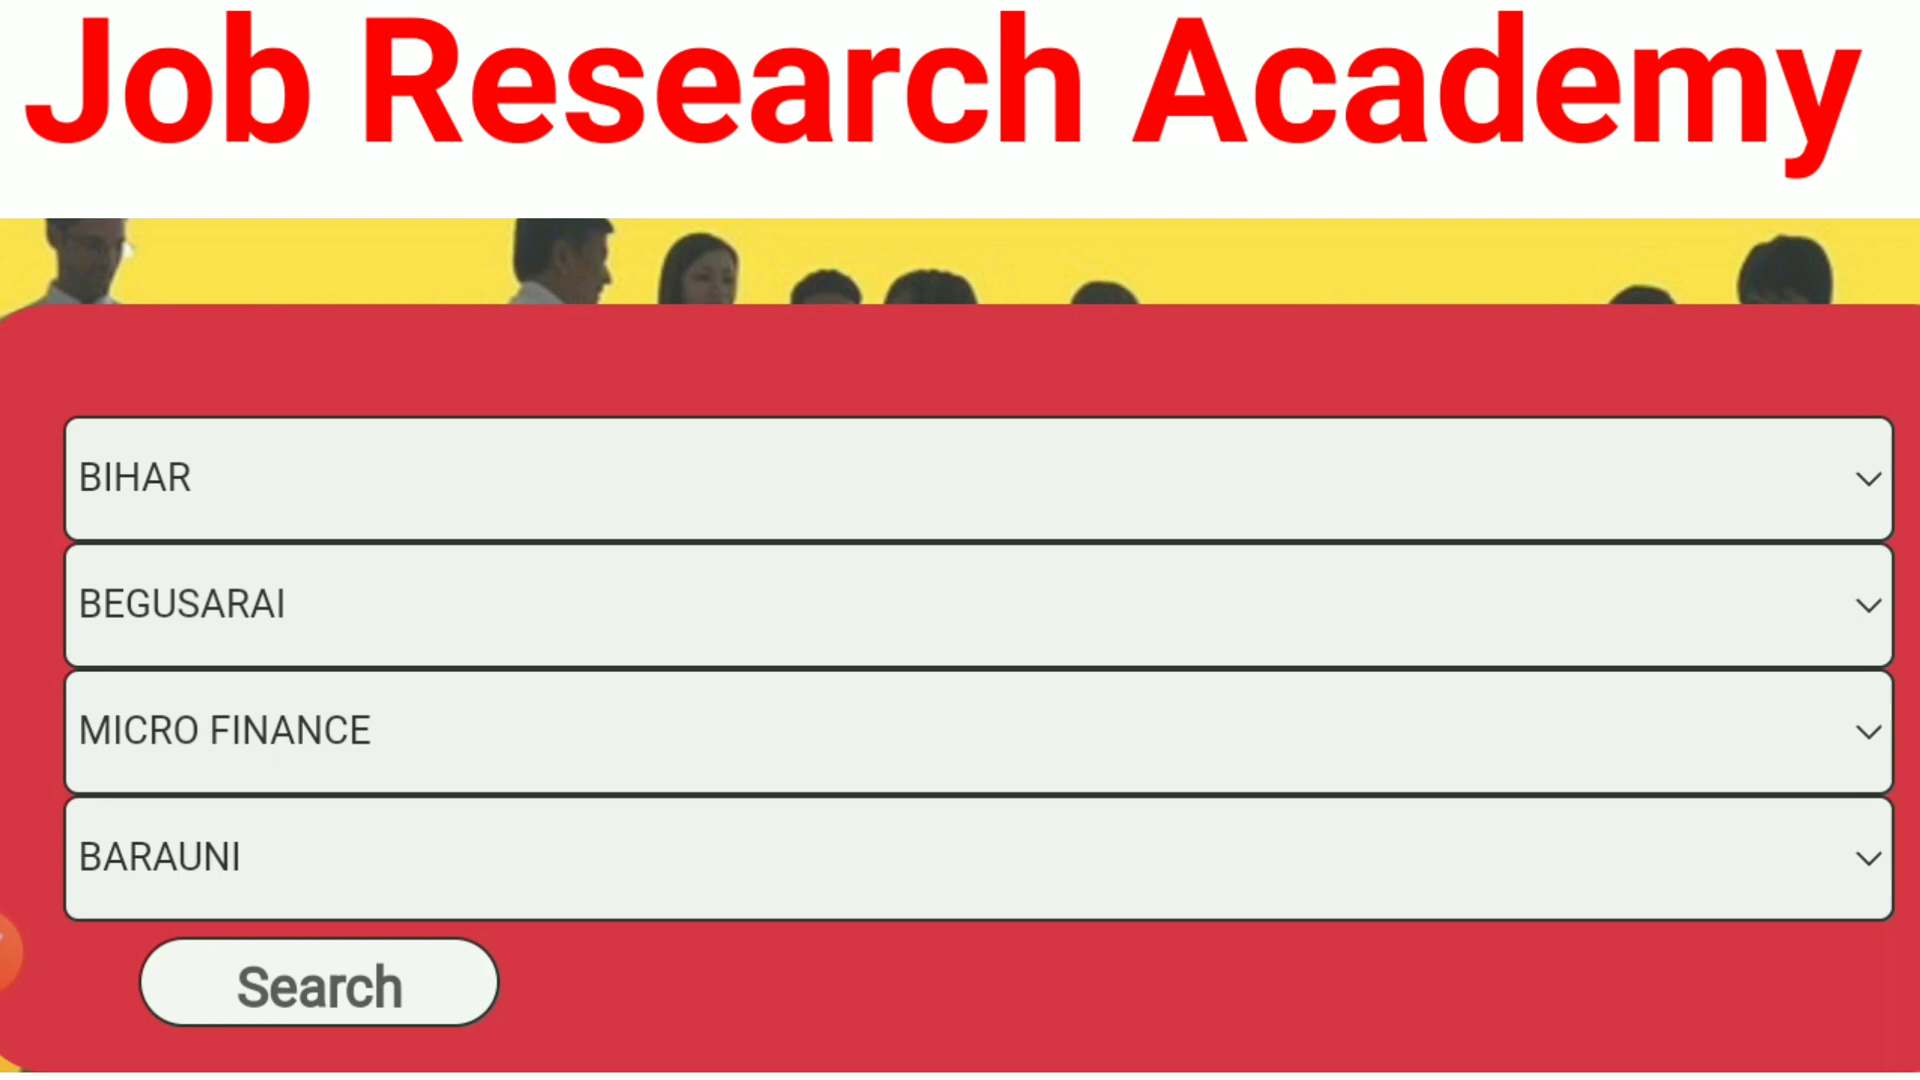 Job Research Academy
BIHAR
BEGUSARAI
MICRO FINANCE
BARAUNI
Search